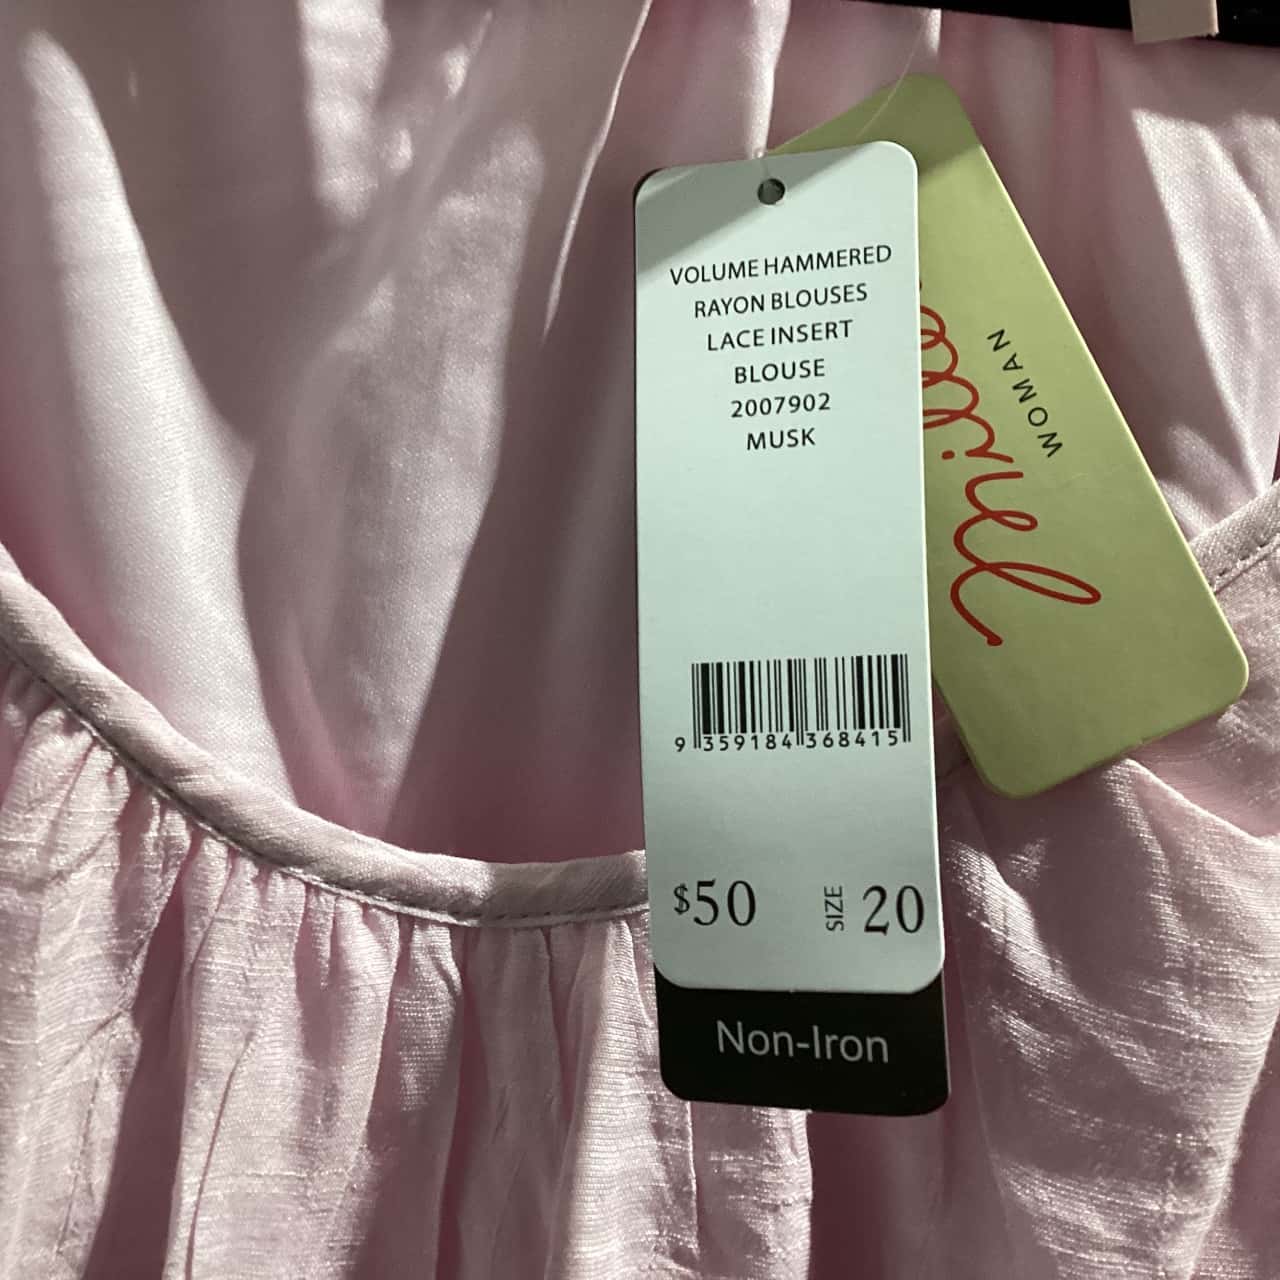 VOLUME HAMMERED
RAYON BLOUSES
LACE INSERT
BLOUSE
2007902
MUSK
9 359184 368415
$50 SIZE 20
Non-Iron
WOMAN